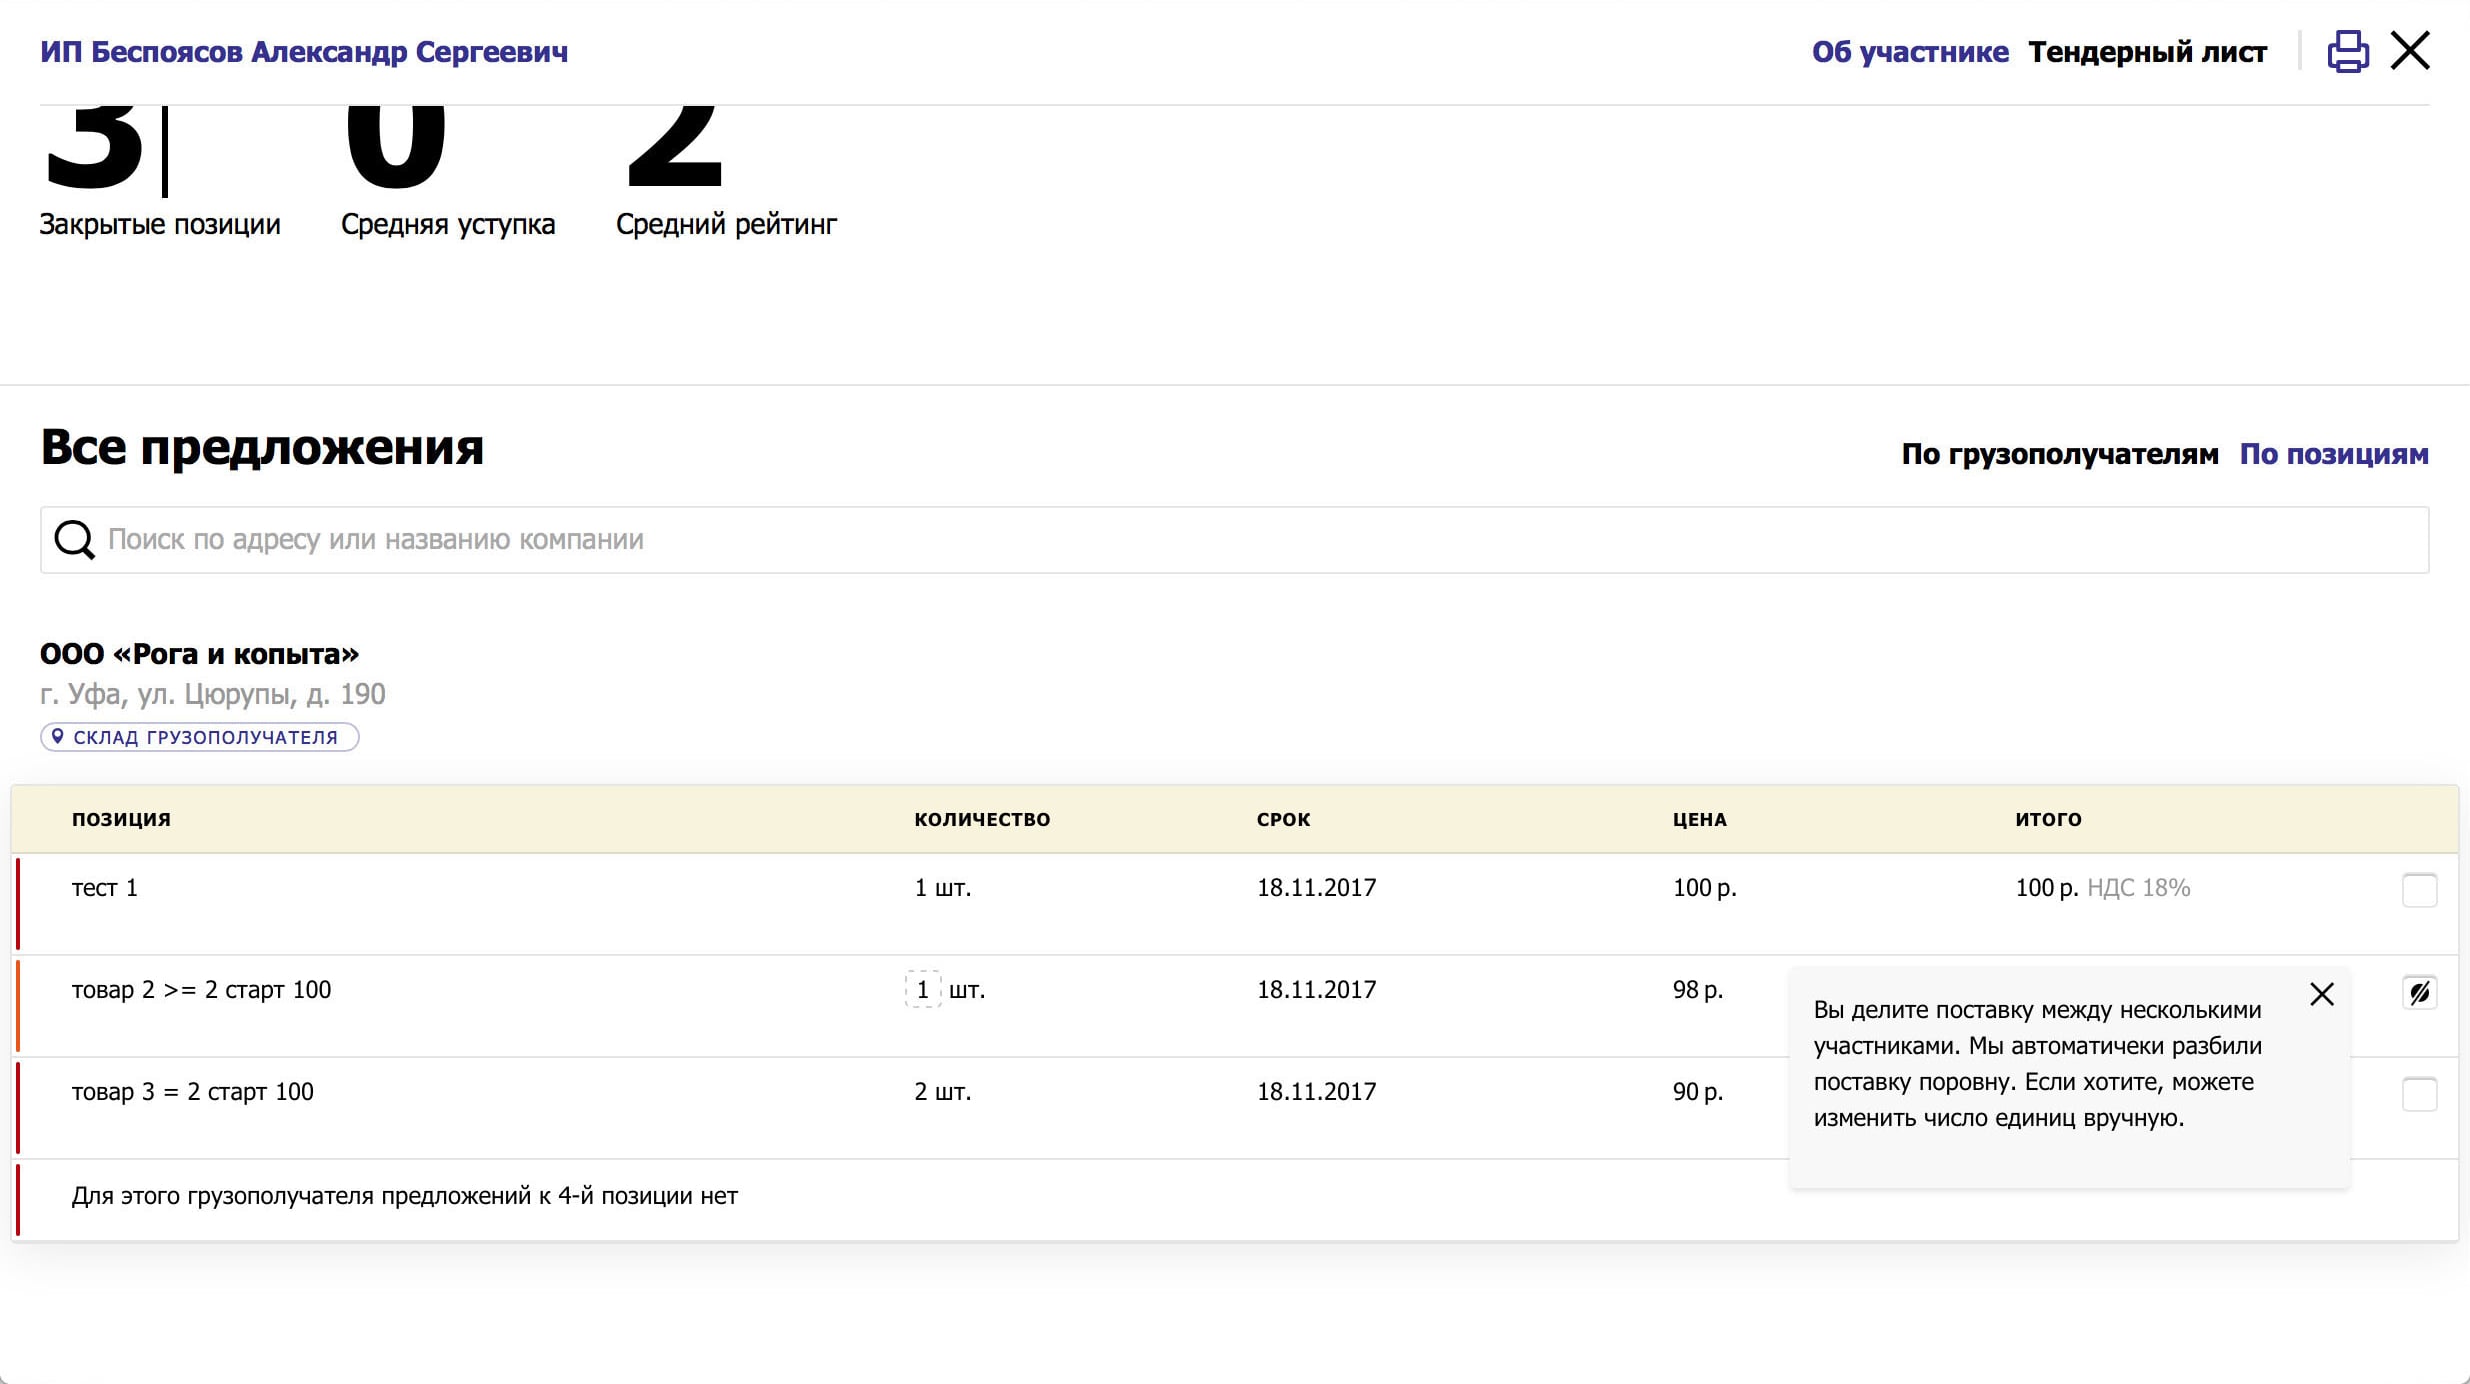 ИП Беспоясов Александр Сергеевич
Об участнике Тендерный лист
3 0 2
Закрытые позиции Средняя уступка Средний рейтинг
Все предложения
По грузополучателям По позициям
Поиск по адресу или названию компании
ООО «Рога и копыта»
г. Уфа, ул. Цюрупы, д. 190
СКЛАД ГРУЗОПОЛУЧАТЕЛЯ
ПОЗИЦИЯ КОЛИЧЕСТВО СРОК ЦЕНА ИТОГО
тест 1 1 шт. 18.11.2017 100 р. 100 р. НДС 18%
товар 2 >= 2 старт 100 1 шт. 18.11.2017 98 р.
товар 3 = 2 старт 100 2 шт. 18.11.2017 90 р.
Для этого грузополучателя предложений к 4-й позиции нет
Вы делите поставку между несколькими
участниками. Мы автоматичеки разбили
поставку поровну. Если хотите, можете
изменить число единиц вручную.